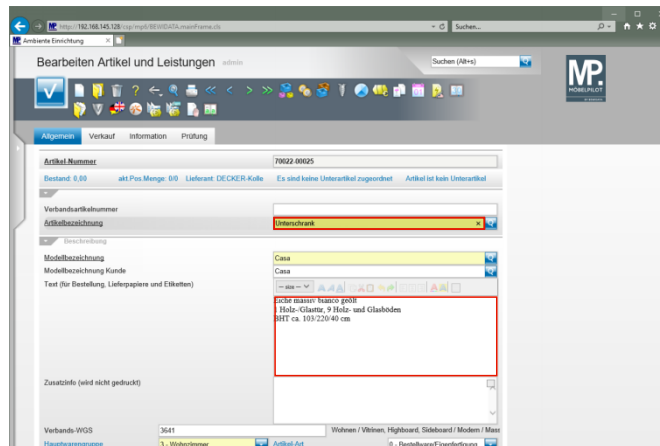 http://192.168.145.128/csp/mpb/BEWIDATA.mainFrame.cls
Suchen...
Ambiente Einrichtung
Bearbeiten Artikel und Leistungen admin
Suchen (Alt+s)
MP.
MÖBELPILOT
Allgemein Verkauf Information Prüfung
Artikel-Nummer 70022-00025
Bestand: 0,00 akt.Pos.Menge: 0/0 Lieferant: DECKER-Kolle Es sind keine Unterartikel zugeordnet Artikel ist kein Unterartikel
Verbandsartikelnummer
Artikelbezeichnung Unterschrank
Beschreibung
Modellbezeichnung Casa
Modellbezeichnung Kunde Casa
Text (für Bestellung, Lieferpapiere und Etiketten) -- size --
Eiche massiv bianco geölt
1 Holz-/Glastür, 9 Holz- und Glasböden
BHT ca. 103/220/40 cm
Zusatzinfo (wird nicht gedruckt)
Verbands-WGS 3641 Wohnen / Vitrinen, Highboard, Sideboard / Modern / Mass
Hauptwarengruppe 3 - Wohnzimmer Artikel-Art 0 - Bestellware/Eigenfertigung